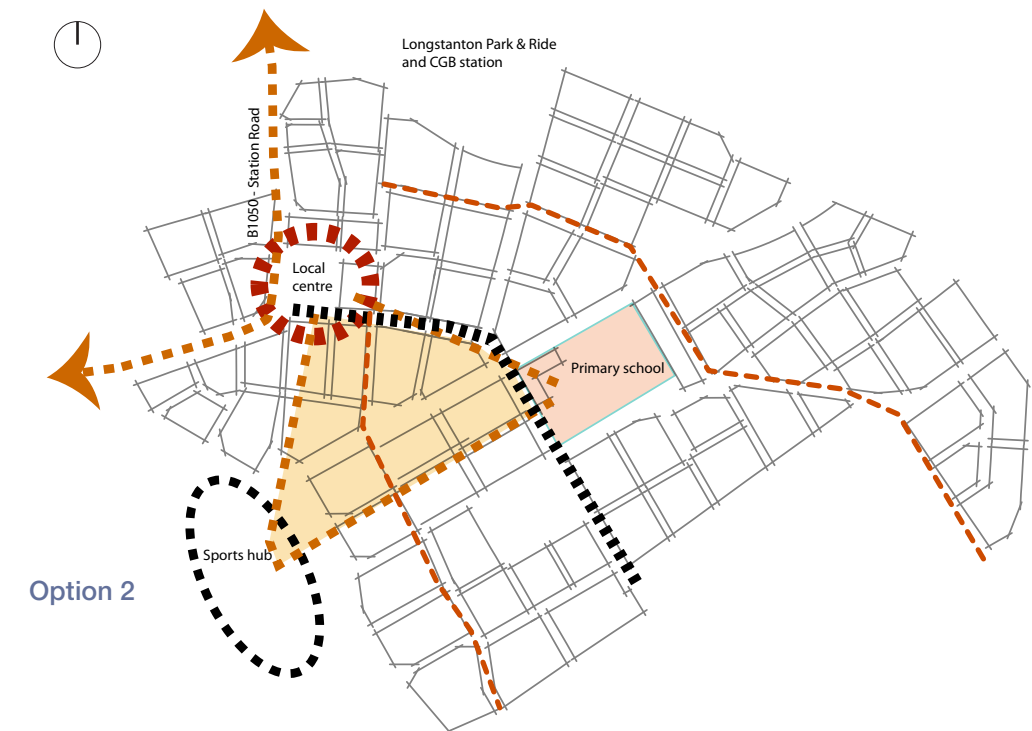 Longstanton Park & Ride
and CGB station
B1050 - Station Road
Local
centre
Primary school
Sports hub
Option 2